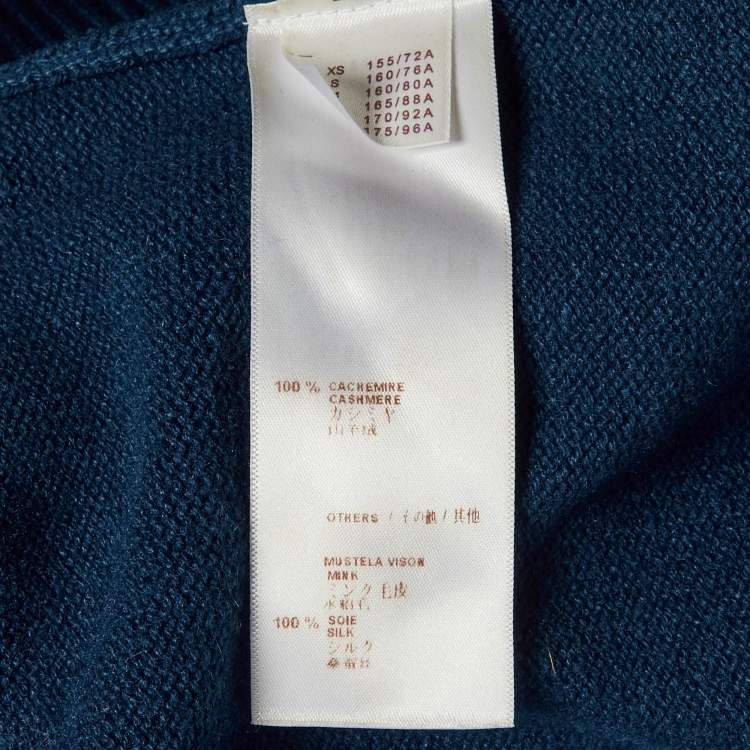 XS 155/72A
S 160/76A
160/80A
165/88A
170/92A
175/96A
100 % CACHEMIRE
CASHMERE
カシミヤ
山羊绒
OTHERS / その他 / 其他
MUSTELA VISON
MINK
ミンク毛皮
水貂毛
100 % SOIE
SILK
シルク
桑蚕丝